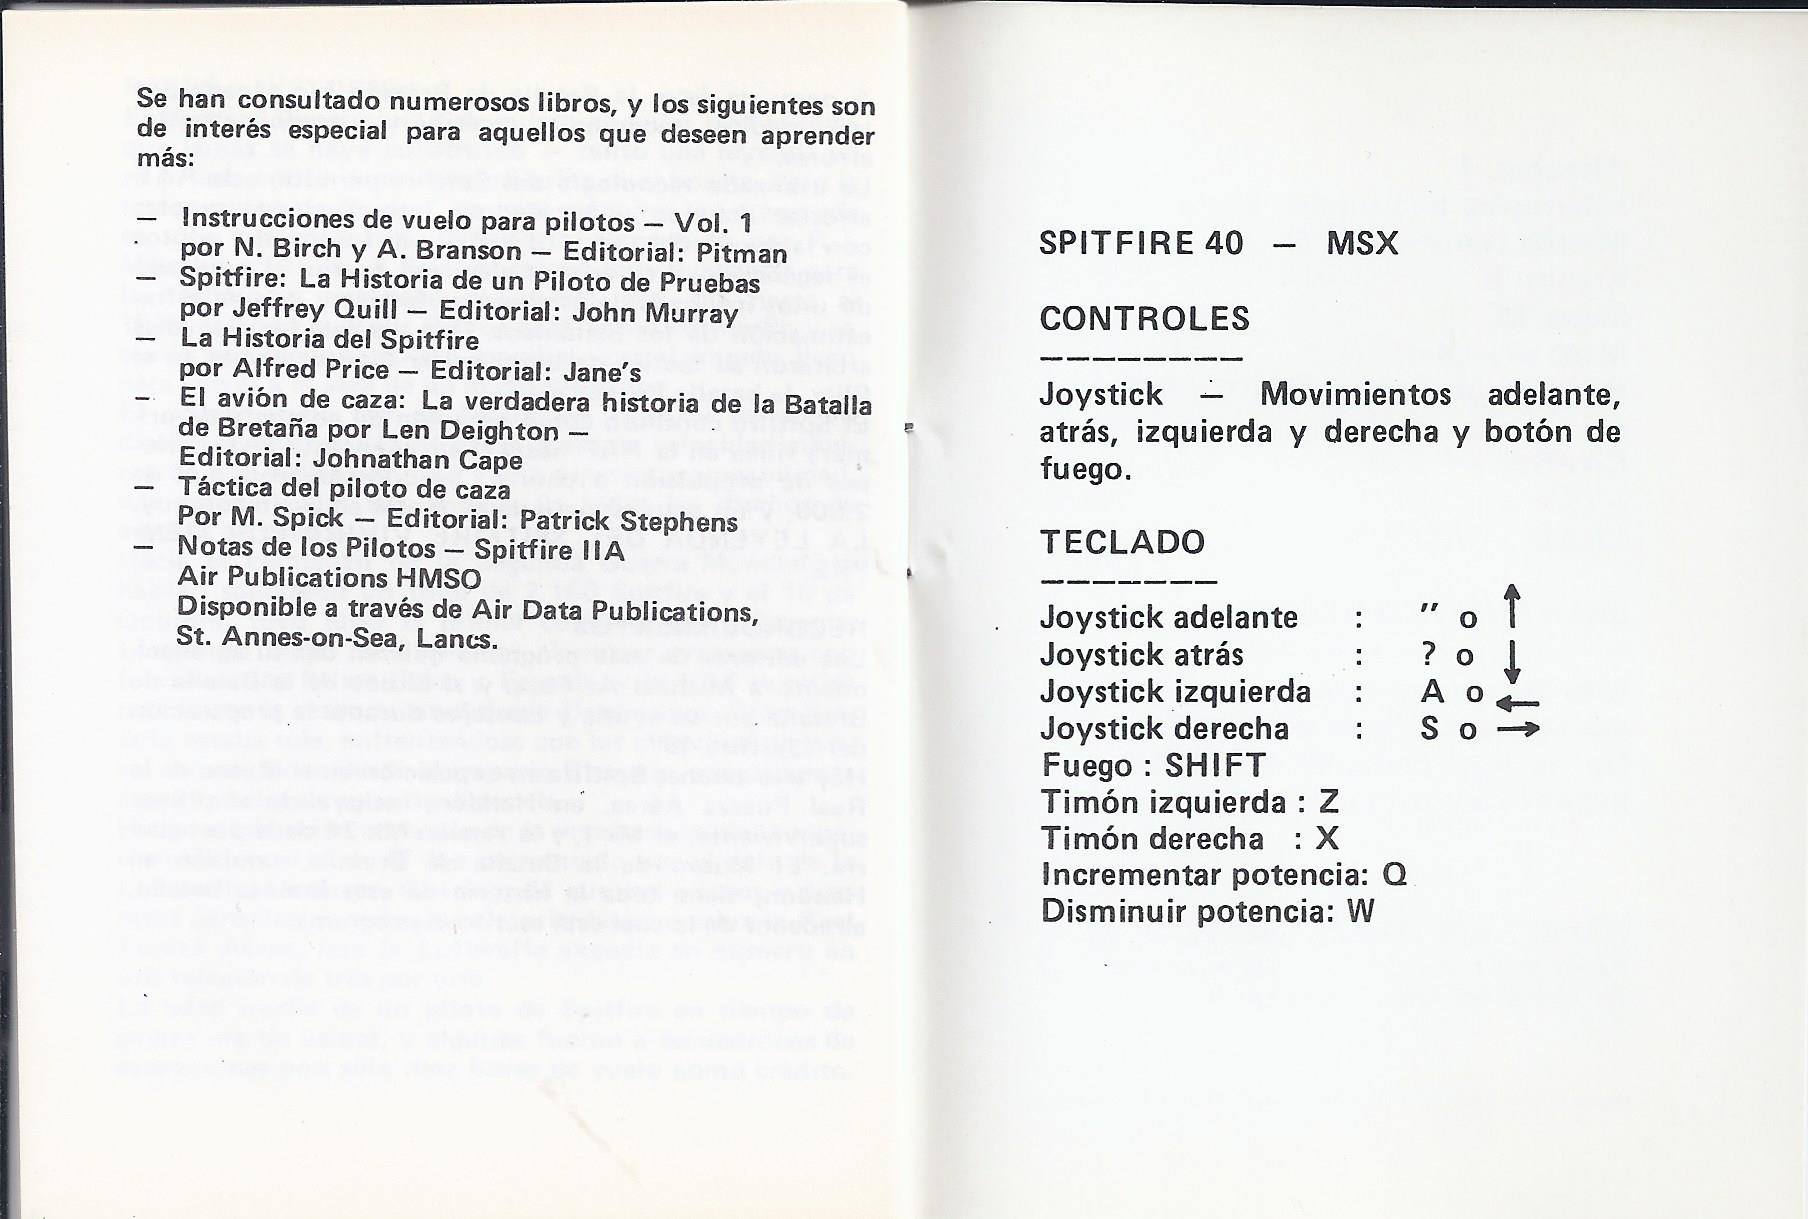 Se han consultado numerosos libros, y los siguientes son
de interés especial para aquellos que deseen aprender
más:
— Instrucciones de vuelo para pilotos — Vol. 1
por N. Birch y A. Branson — Editorial: Pitman
— Spitfire: La Historia de un Piloto de Pruebas
por Jeffrey Quill — Editorial: John Murray
— La Historia del Spitfire
por Alfred Price — Editorial: Jane's
— El avión de caza: La verdadera historia de la Batalla
de Bretaña por Len Deighton —
Editorial: Johnathan Cape
— Táctica del piloto de caza
Por M. Spick — Editorial: Patrick Stephens
— Notas de los Pilotos — Spitfire IIA
Air Publications HMSO
Disponible a través de Air Data Publications,
St. Annes-on-Sea, Lancs.
SPITFIRE 40 — MSX
CONTROLES
---------
Joystick — Movimientos adelante,
atrás, izquierda y derecha y botón de
fuego.
TECLADO
--------
Joystick adelante : " o ↑
Joystick atrás : ? o ↓
Joystick izquierda : A o ←
Joystick derecha : S o →
Fuego : SHIFT
Timón izquierda : Z
Timón derecha : X
Incrementar potencia: Q
Disminuir potencia: W